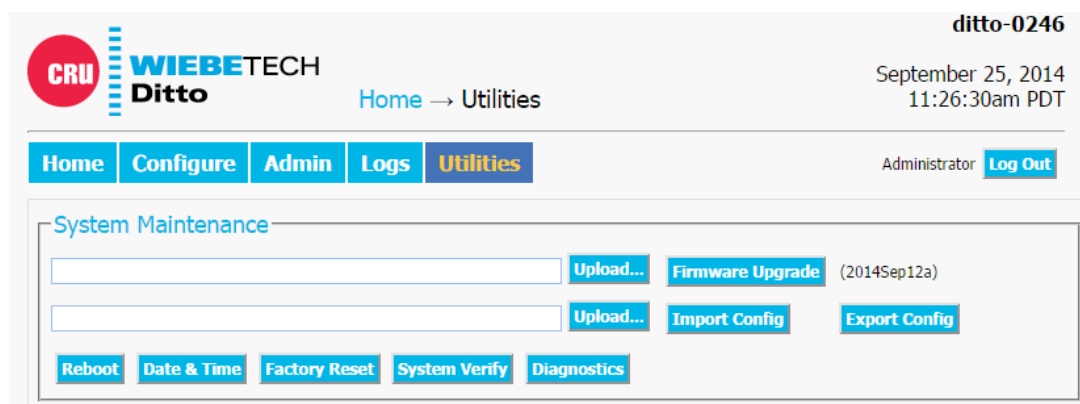 ditto-0246
CRU WIEBETECH
Ditto
Home → Utilities
September 25, 2014
11:26:30am PDT
Home Configure Admin Logs Utilities
Administrator Log Out
System Maintenance
Upload... Firmware Upgrade (2014Sep12a)
Upload... Import Config Export Config
Reboot Date & Time Factory Reset System Verify Diagnostics